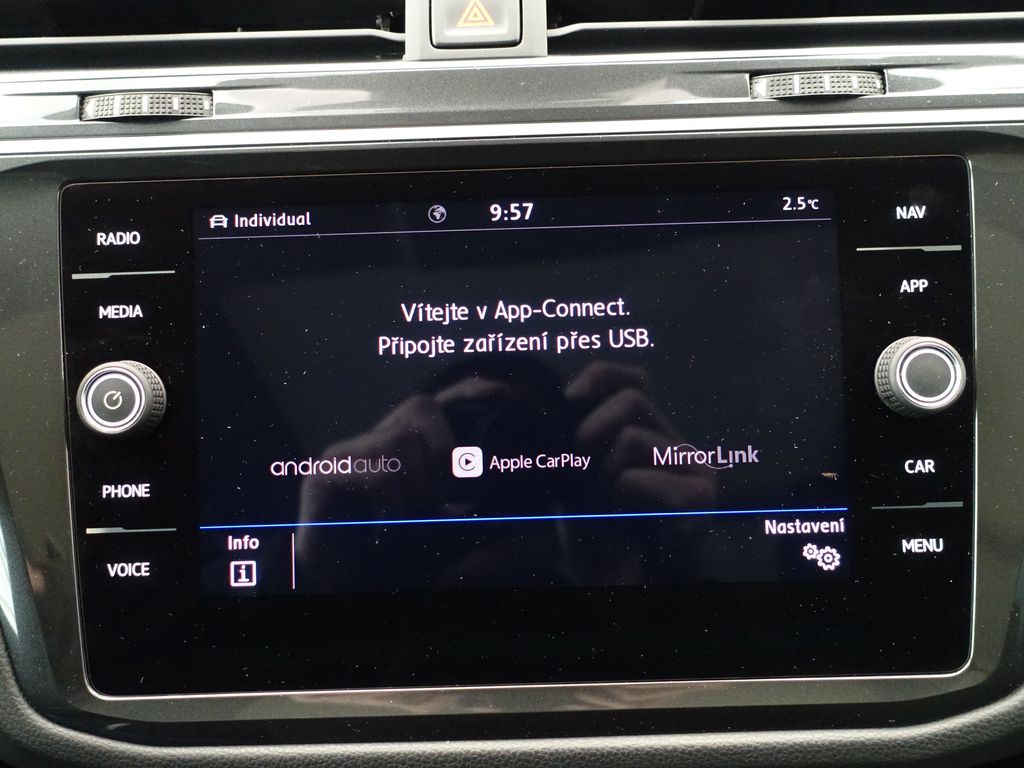 Individual 9:57 2.5°C
RADIO
MEDIA
PHONE
VOICE
Vítejte v App-Connect.
Připojte zařízení přes USB.
androidauto
Apple CarPlay
MirrorLink
Info
Nastavení
NAV
APP
CAR
MENU